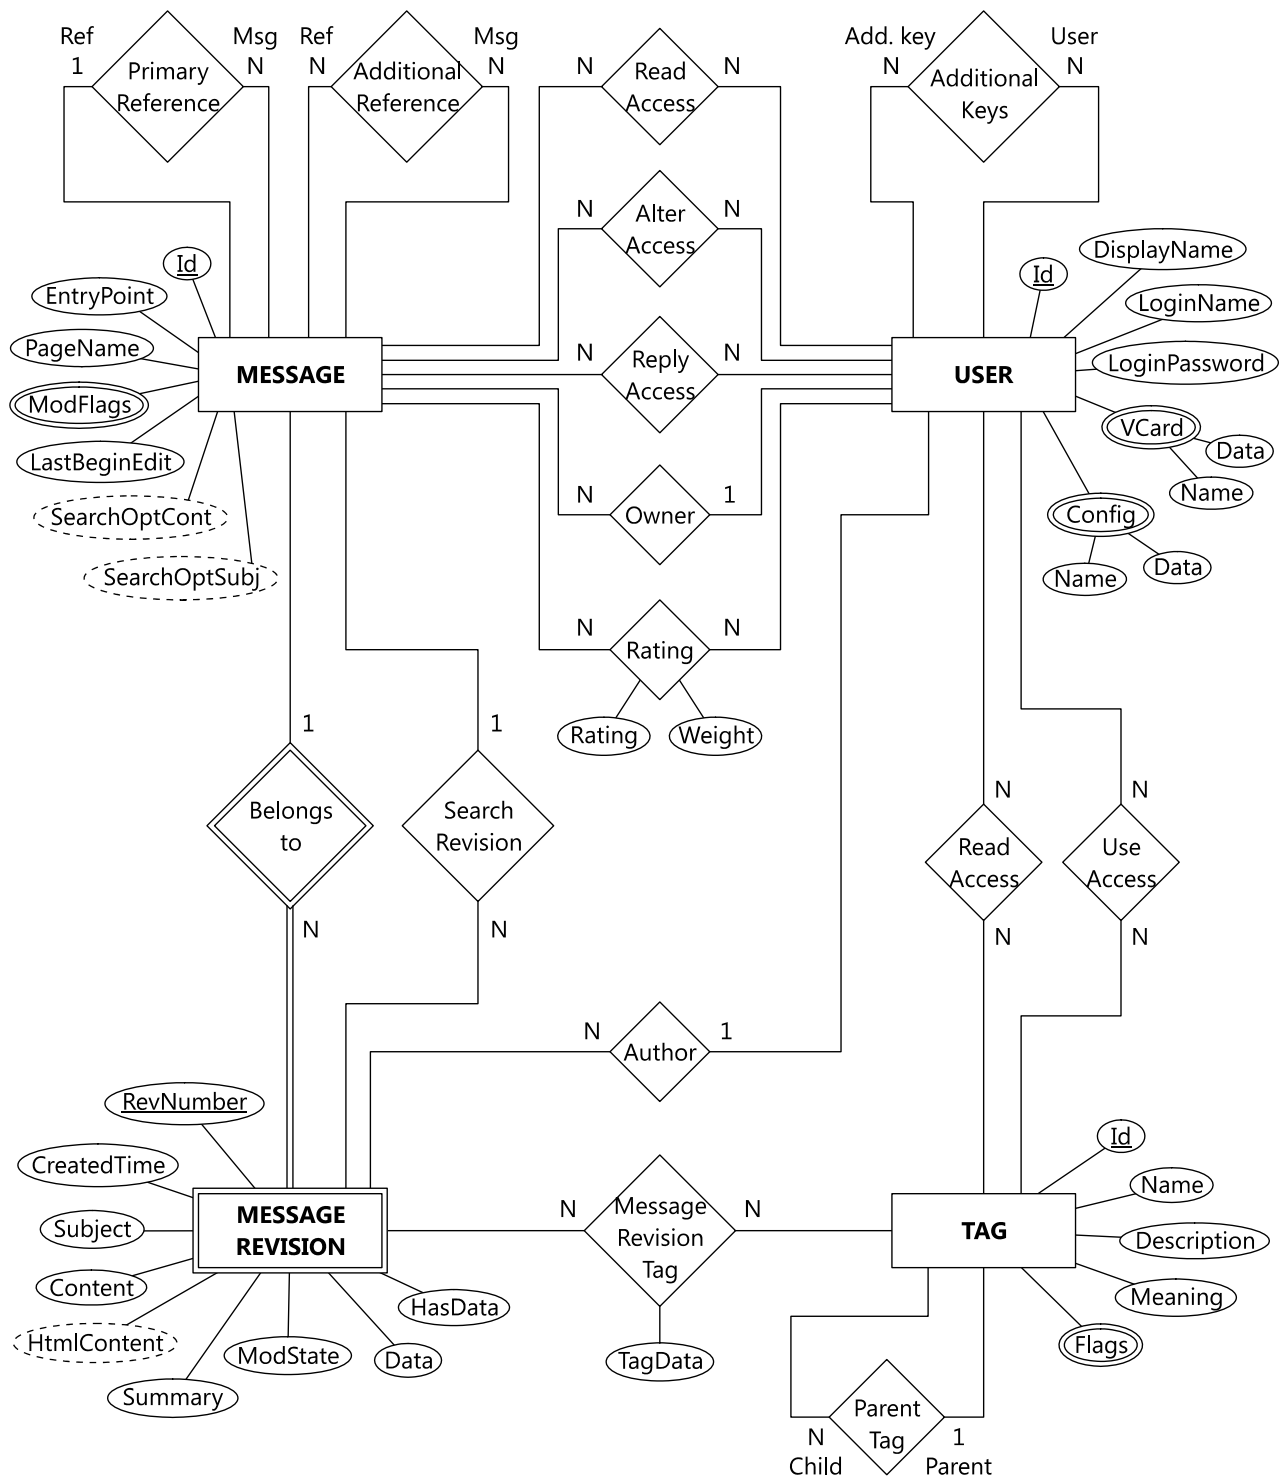 Ref
Msg
Ref
Msg
Add. key
User
1
N
N
N
N
N
N
N
Primary
Reference
Additional
Reference
Read
Access
Additional
Keys
N
N
Alter
Access
Id
EntryPoint
PageName
ModFlags
LastBeginEdit
SearchOptCont
SearchOptSubj
MESSAGE
N
N
Reply
Access
USER
Id
DisplayName
LoginName
LoginPassword
VCard
Data
Name
Config
Name
Data
N
1
Owner
N
N
Rating
Rating
Weight
1
1
Belongs
to
Search
Revision
N
N
N
N
Read
Access
Use
Access
N
N
N
1
Author
RevNumber
CreatedTime
Subject
Content
HtmlContent
Summary
ModState
Data
HasData
MESSAGE
REVISION
N
N
Message
Revision
Tag
TagData
TAG
Id
Name
Description
Meaning
Flags
Parent
Tag
N
1
Child
Parent